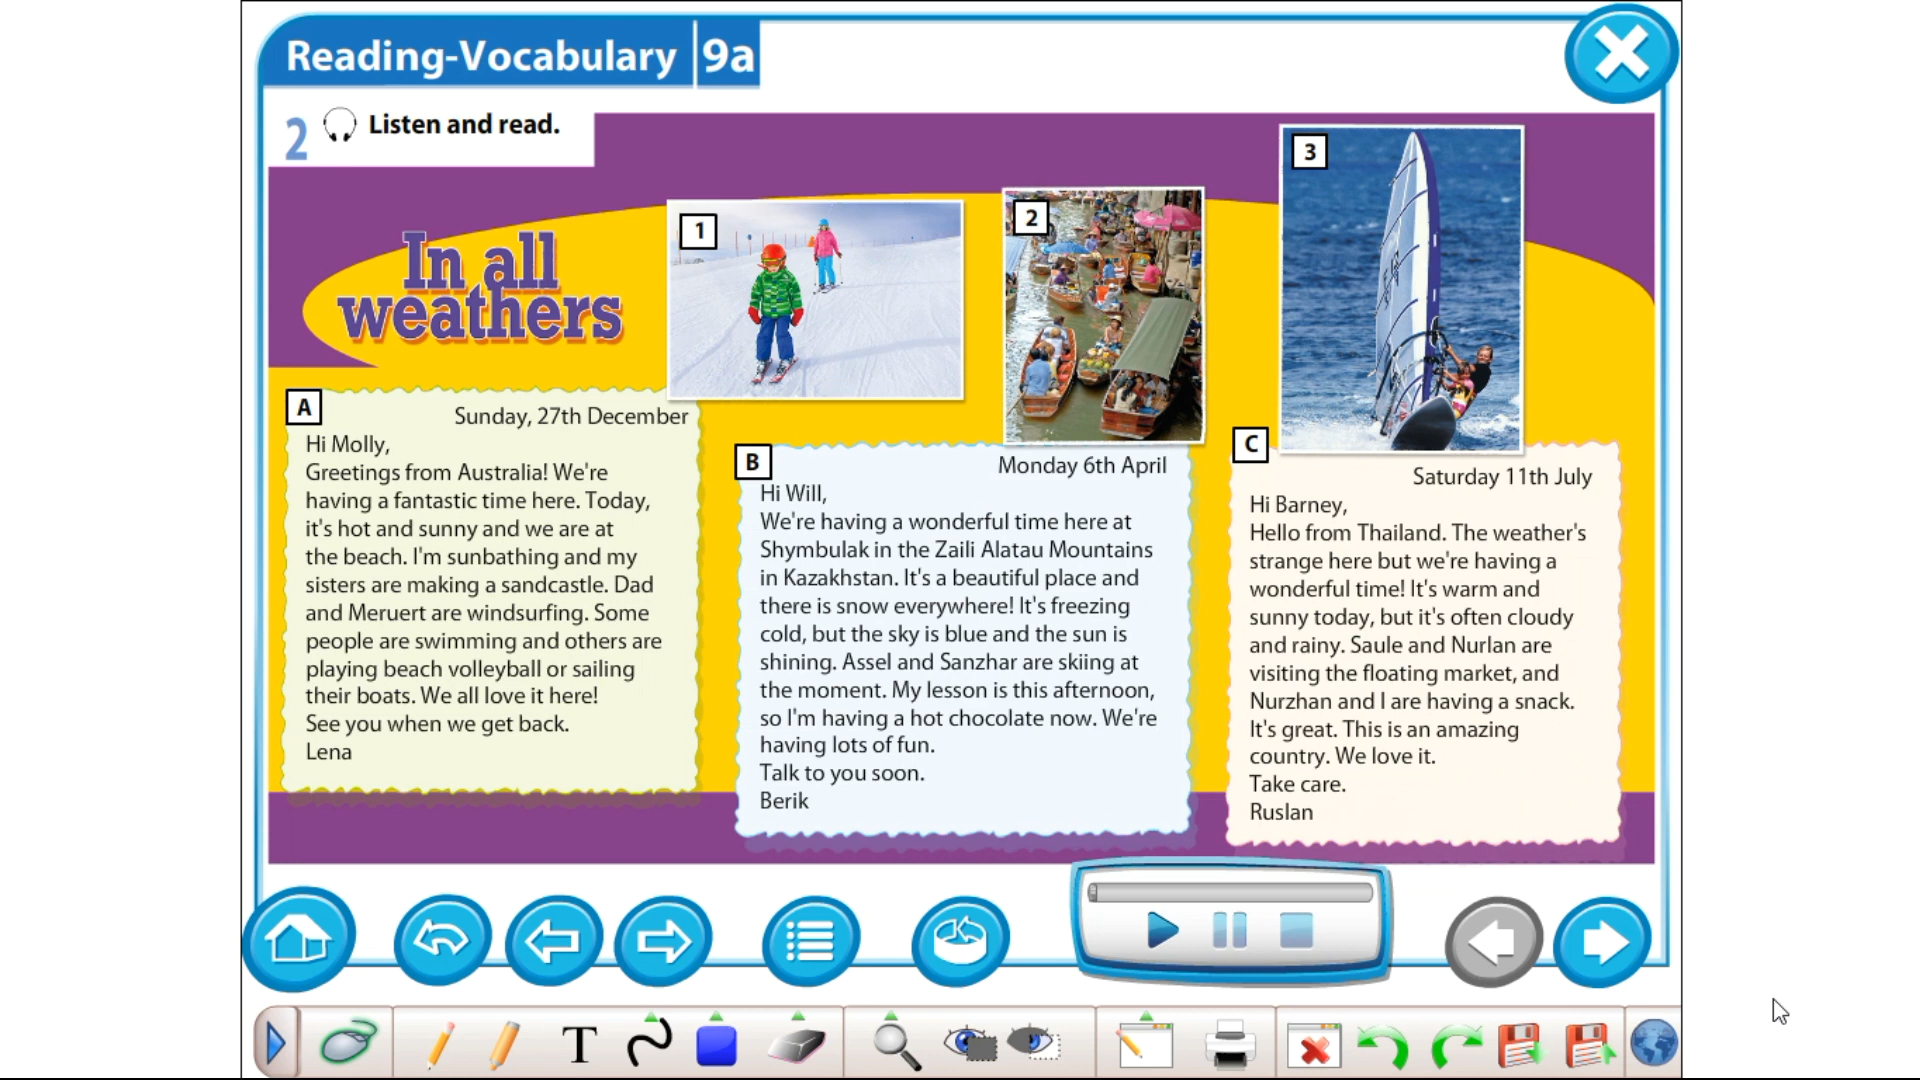 Reading-Vocabulary 9a
2 Listen and read.
In all
weathers
1
2
3
A
Sunday, 27th December
Hi Molly,
Greetings from Australia! We're
having a fantastic time here. Today,
it's hot and sunny and we are at
the beach. I'm sunbathing and my
sisters are making a sandcastle. Dad
and Meruert are windsurfing. Some
people are swimming and others are
playing beach volleyball or sailing
their boats. We all love it here!
See you when we get back.
Lena
B
Monday 6th April
Hi Will,
We're having a wonderful time here at
Shymbulak in the Zaili Alatau Mountains
in Kazakhstan. It's a beautiful place and
there is snow everywhere! It's freezing
cold, but the sky is blue and the sun is
shining. Assel and Sanzhar are skiing at
the moment. My lesson is this afternoon,
so I'm having a hot chocolate now. We're
having lots of fun.
Talk to you soon.
Berik
C
Saturday 11th July
Hi Barney,
Hello from Thailand. The weather's
strange here but we're having a
wonderful time! It's warm and
sunny today, but it's often cloudy
and rainy. Saule and Nurlan are
visiting the floating market, and
Nurzhan and I are having a snack.
It's great. This is an amazing
country. We love it.
Take care.
Ruslan
T